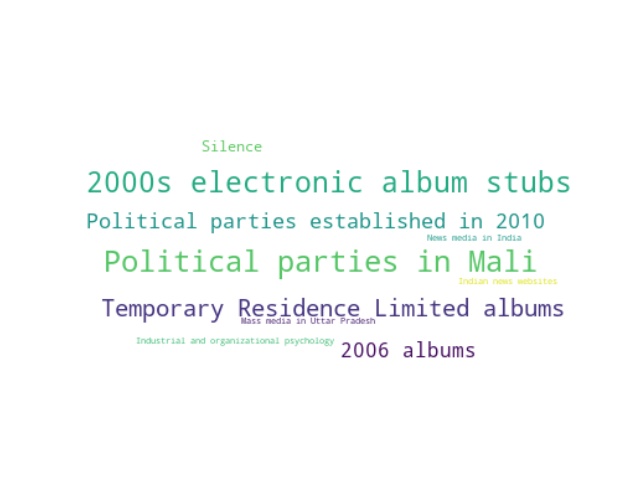 Silence
2000s electronic album stubs
Political parties established in 2010
News media in India
Political parties in Mali
Indian news websites
Temporary Residence Limited albums
Mass media in Uttar Pradesh
Industrial and organizational psychology
2006 albums